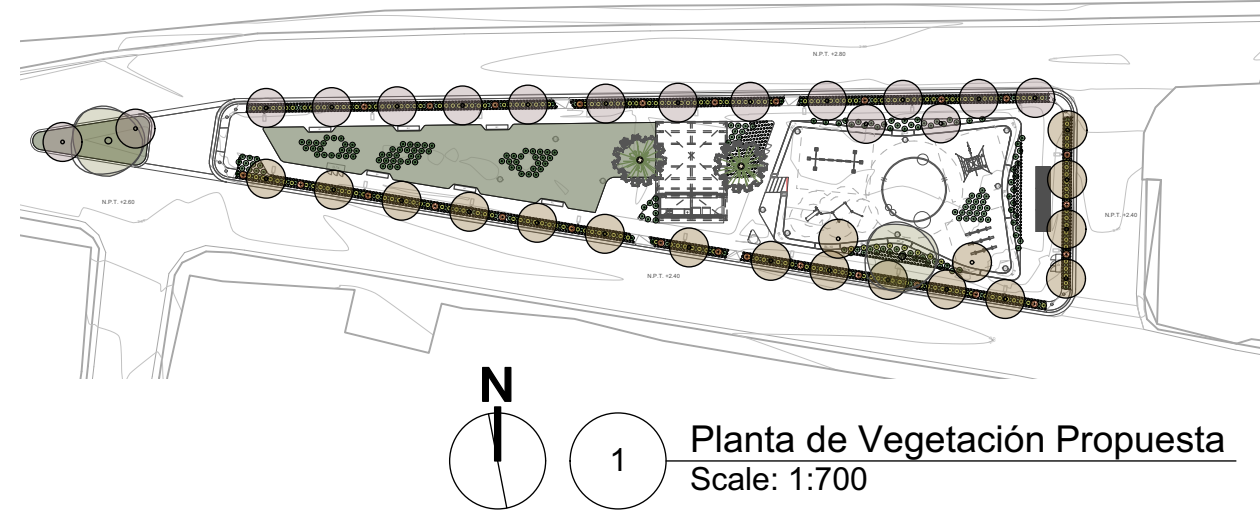 N.P.T. +2.80
N.P.T. +2.60
N.P.T. +2.40
N.P.T. +2.40
N
1
Planta de Vegetación Propuesta
Scale: 1:700